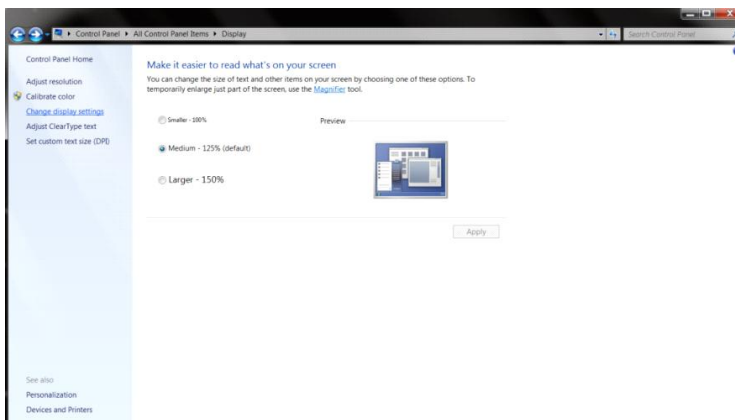 Control Panel ▸ All Control Panel Items ▸ Display
Search Control Panel
Control Panel Home
Adjust resolution
Calibrate color
Change display settings
Adjust ClearType text
Set custom text size (DPI)
Make it easier to read what's on your screen
You can change the size of text and other items on your screen by choosing one of these options. To
temporarily enlarge just part of the screen, use the Magnifier tool.
Smaller - 100%
Preview
Medium - 125% (default)
Larger - 150%
Apply
See also
Personalization
Devices and Printers